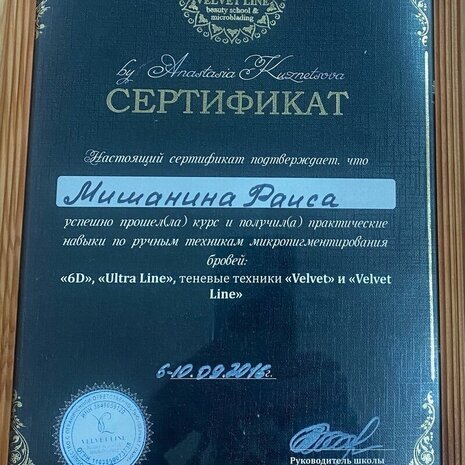 VELVET LINE
beauty school &
microblading
by Anastasia Kuznetsova
СЕРТИФИКАТ
Настоящий сертификат подтверждает, что
Мишанина Раиса
успешно прошел(ла) курс и получил(а) практические
навыки по ручным техникам микропигментирования
бровей:
«6D», «Ultra Line», теневые техники «Velvet» и «Velvet
Line»
6-10.09.2016г.
VELVET LINE
Руководитель школы